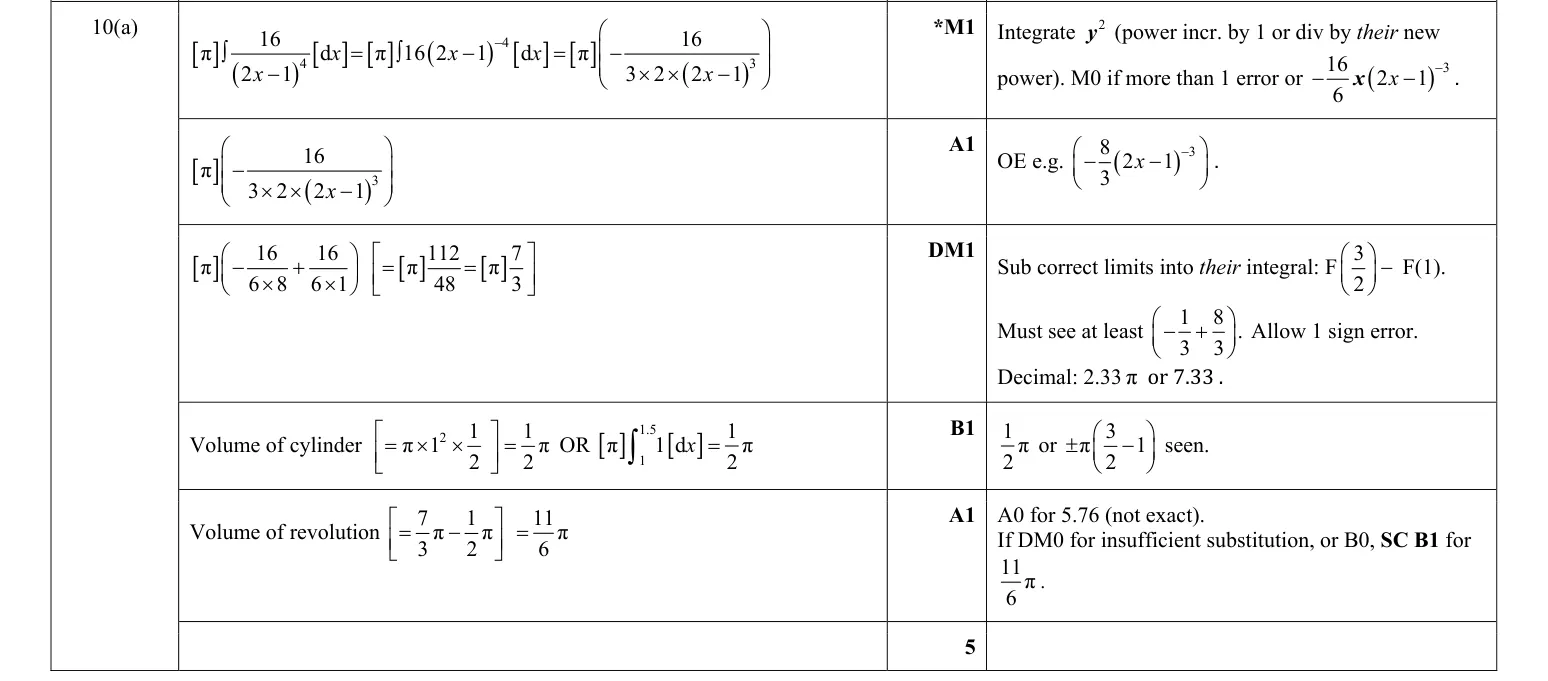 10(a)
[π]∫ 16/(2x−1)⁴ [dx] = [π]∫16(2x−1)⁻⁴ [dx] = [π](− 16/(3×2×(2x−1)³))
*M1
Integrate y² (power incr. by 1 or div by their new
power). M0 if more than 1 error or −16/6 x(2x−1)⁻³ .
[π](− 16/(3×2×(2x−1)³))
A1
OE e.g. (−8/3 (2x−1)⁻³) .
[π](− 16/(6×8) + 16/(6×1)) [= [π]112/48 = [π]7/3]
DM1
Sub correct limits into their integral: F(3/2) − F(1).
Must see at least (−1/3 + 8/3). Allow 1 sign error.
Decimal: 2.33 π or 7.33 .
Volume of cylinder [= π×1²×1/2] = 1/2 π OR [π]∫₁^1.5 1[dx] = 1/2 π
B1
1/2 π or ±π(3/2 −1) seen.
Volume of revolution [= 7/3 π − 1/2 π] = 11/6 π
A1
A0 for 5.76 (not exact).
If DM0 for insufficient substitution, or B0, SC B1 for
11/6 π .
5